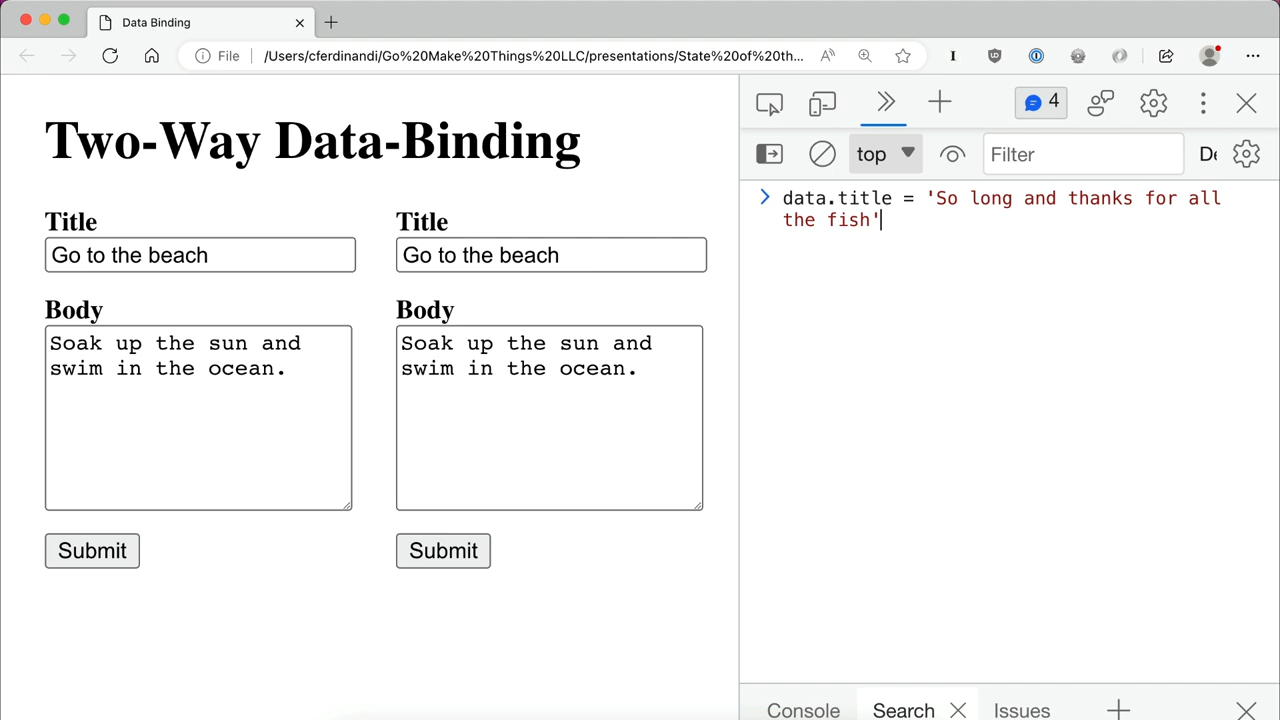 Data Binding
File /Users/cferdinandi/Go%20Make%20Things%20LLC/presentations/State%20of%20th...
4
top Filter De
Two-Way Data-Binding
Title Title
Go to the beach Go to the beach
Body Body
Soak up the sun and Soak up the sun and
swim in the ocean. swim in the ocean.
Submit Submit
data.title = 'So long and thanks for all
the fish'
Console Search Issues